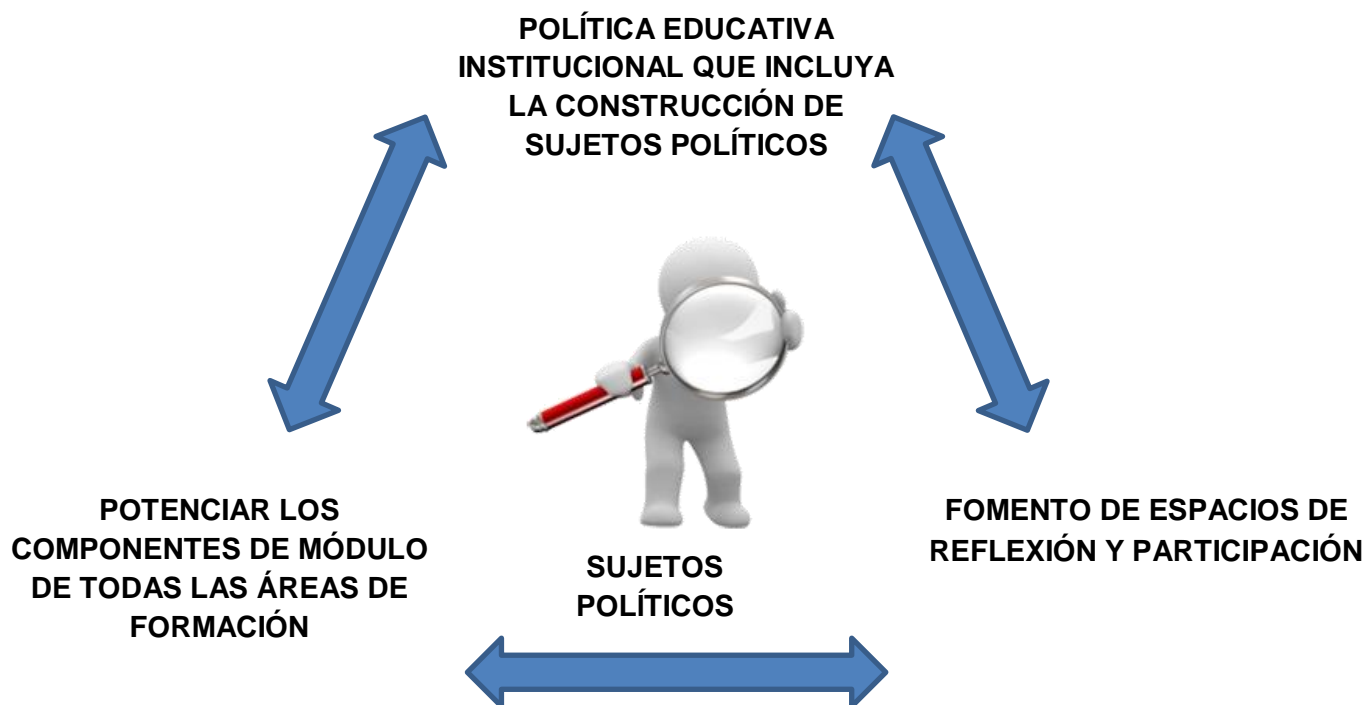 POLÍTICA EDUCATIVA
INSTITUCIONAL QUE INCLUYA
LA CONSTRUCCIÓN DE
SUJETOS POLÍTICOS
POTENCIAR LOS
COMPONENTES DE MÓDULO
DE TODAS LAS ÁREAS DE
FORMACIÓN
SUJETOS
POLÍTICOS
FOMENTO DE ESPACIOS DE
REFLEXIÓN Y PARTICIPACIÓN